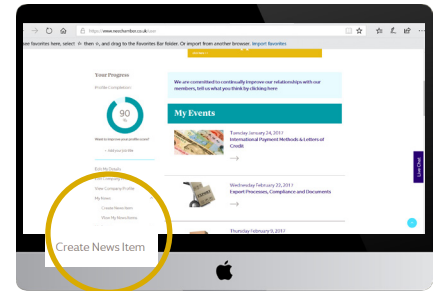 https://www.neechamber.co.uk/
see favorites here, select ☆ then ☆, and drag to the Favorites Bar folder. Or import from another browser. Import favorites
Your Progress
Profile Completion:
90
%
Want to improve your profile score?
+ Add your job title
Edit My Details
View Company Profile
My News
Create News Item
View My News Items
Create News Item
We are committed to continually improve our relationships with our
members, tell us what you think by clicking here
My Events
Tuesday January 24, 2017
International Payment Methods & Letters of
Credit
Wednesday February 22, 2017
Export Processes, Compliance and Documents
Thursday February 9, 2017
Live Chat